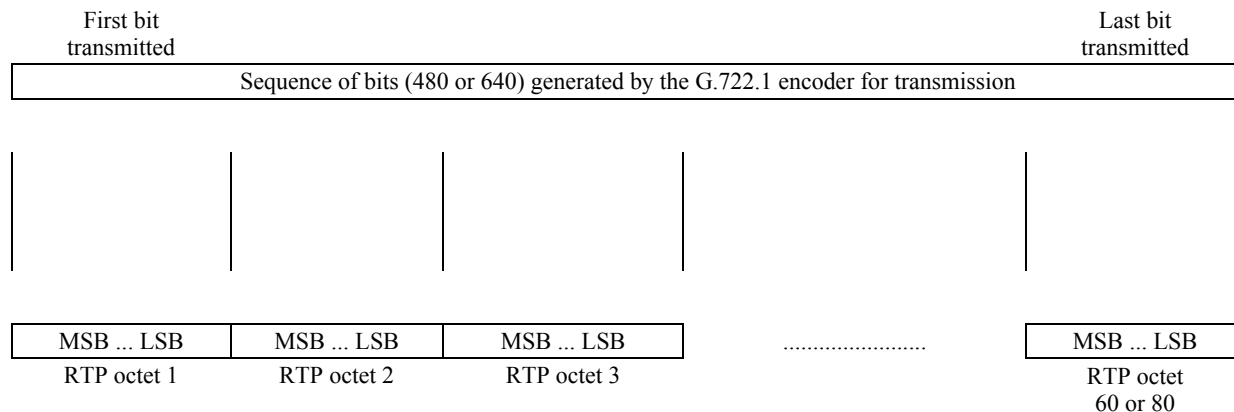 First bit
transmitted
Last bit
transmitted
Sequence of bits (480 or 640) generated by the G.722.1 encoder for transmission
MSB ... LSB
MSB ... LSB
MSB ... LSB
........................
MSB ... LSB
RTP octet 1
RTP octet 2
RTP octet 3
RTP octet
60 or 80